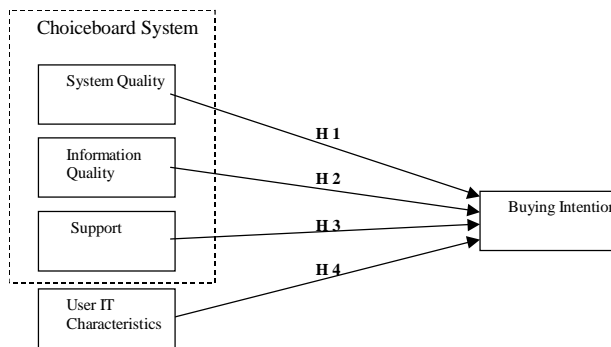 Choiceboard System
System Quality
H 1
Information
Quality
H 2
Buying Intention
Support
H 3
H 4
User IT
Characteristics